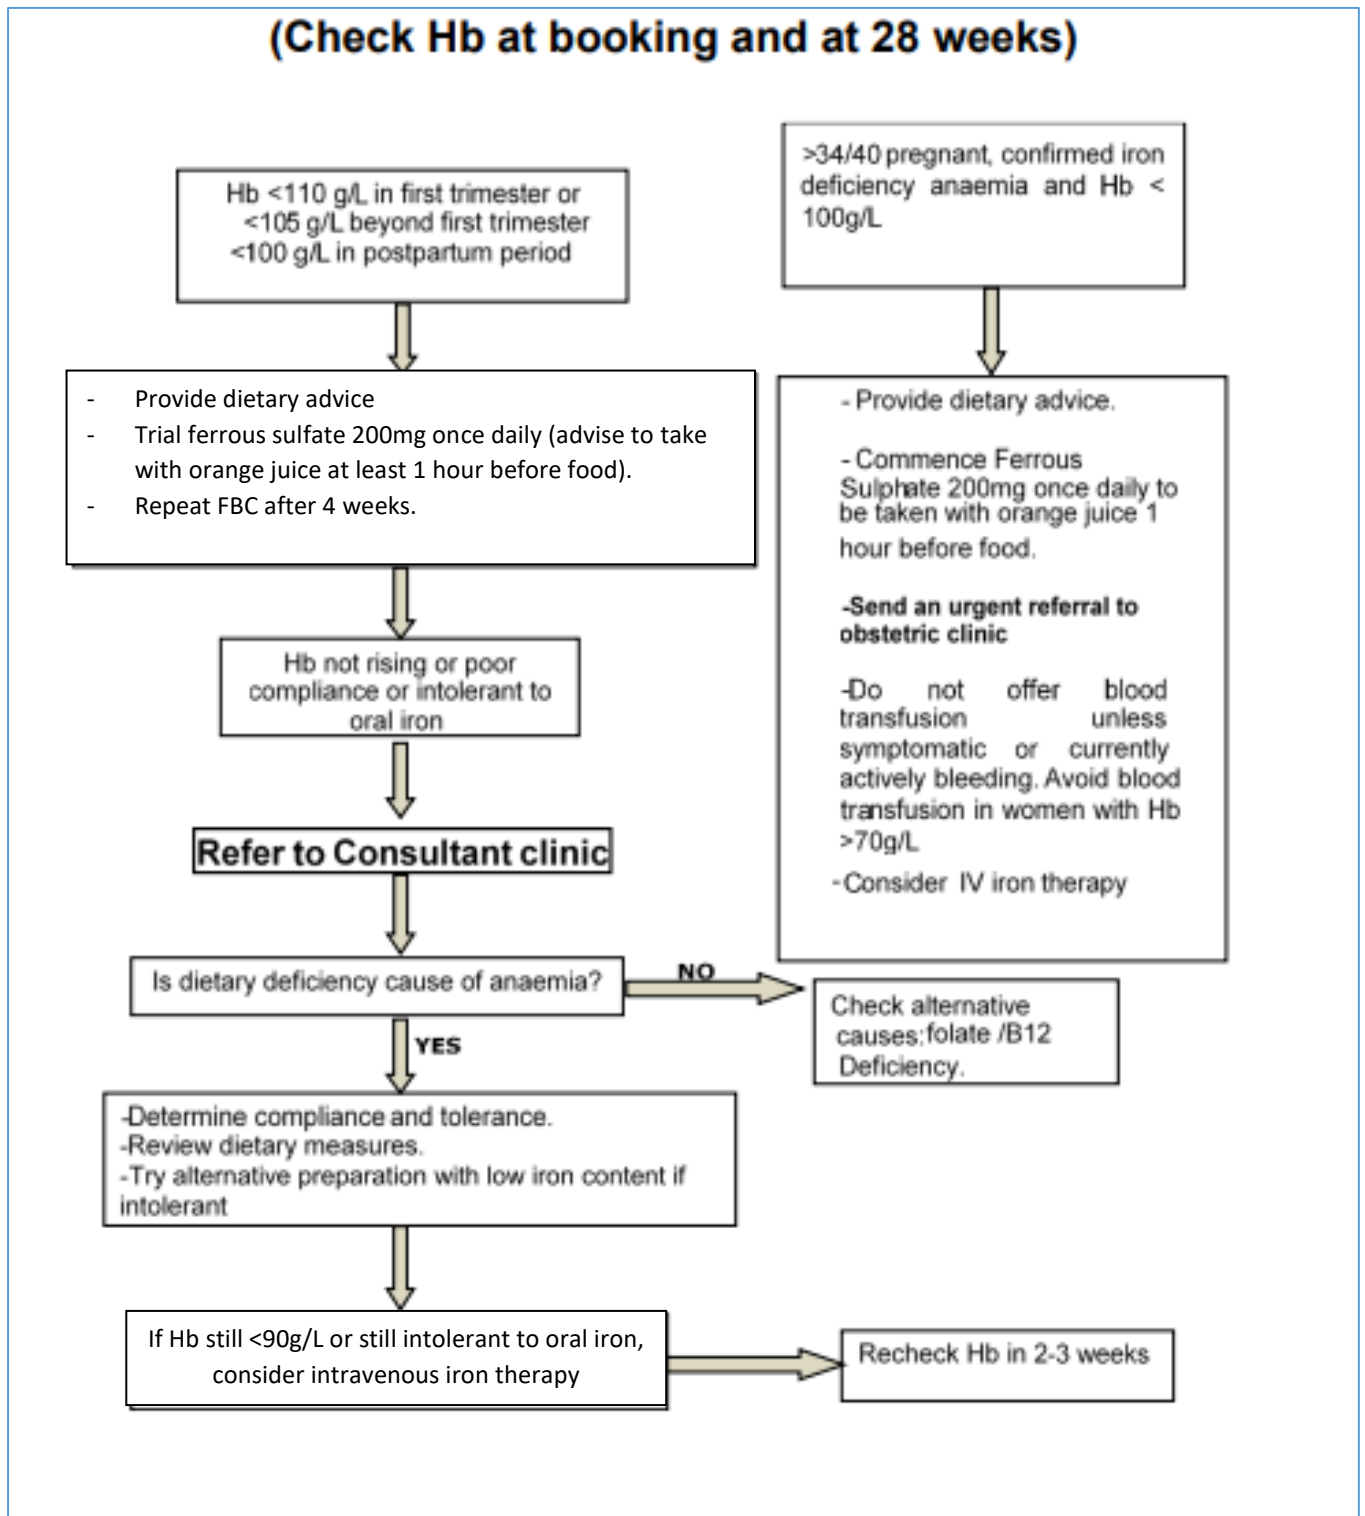 (Check Hb at booking and at 28 weeks)
Hb <110 g/L in first trimester or
<105 g/L beyond first trimester
<100 g/L in postpartum period
>34/40 pregnant, confirmed iron
deficiency anaemia and Hb <
100g/L
- Provide dietary advice
- Trial ferrous sulfate 200mg once daily (advise to take
with orange juice at least 1 hour before food).
- Repeat FBC after 4 weeks.
- Provide dietary advice.
- Commence Ferrous
Sulphate 200mg once daily to
be taken with orange juice 1
hour before food.
-Send an urgent referral to
obstetric clinic
-Do not offer blood
transfusion unless
symptomatic or currently
actively bleeding. Avoid blood
transfusion in women with Hb
>70g/L
-Consider IV iron therapy
Hb not rising or poor
compliance or intolerant to
oral iron
Refer to Consultant clinic
Is dietary deficiency cause of anaemia?
NO
Check alternative
causes:folate /B12
Deficiency.
YES
-Determine compliance and tolerance.
-Review dietary measures.
-Try alternative preparation with low iron content if
intolerant
If Hb still <90g/L or still intolerant to oral iron,
consider intravenous iron therapy
Recheck Hb in 2-3 weeks